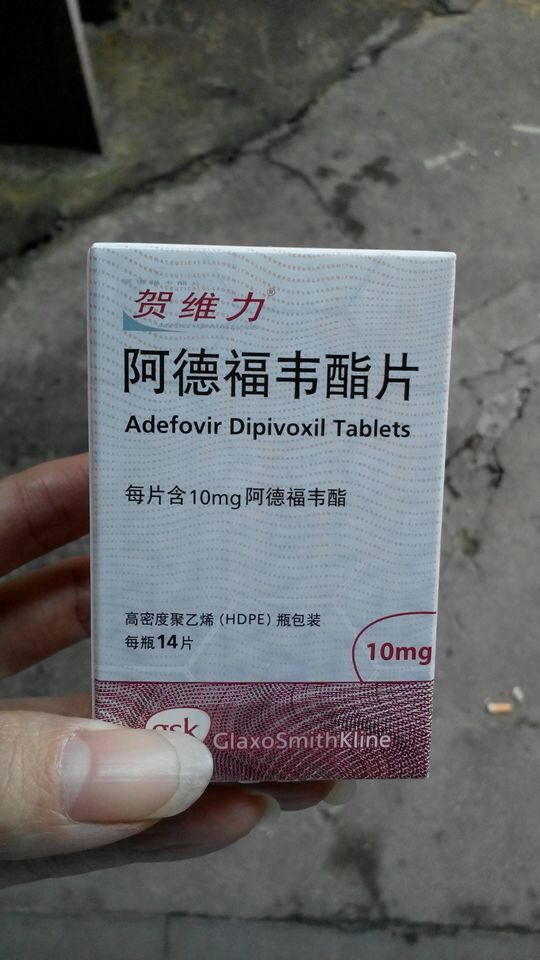 贺维力®
阿德福韦酯片
Adefovir Dipivoxil Tablets
每片含10mg阿德福韦酯
高密度聚乙烯（HDPE）瓶包装
每瓶14片
10mg
gsk GlaxoSmithKline